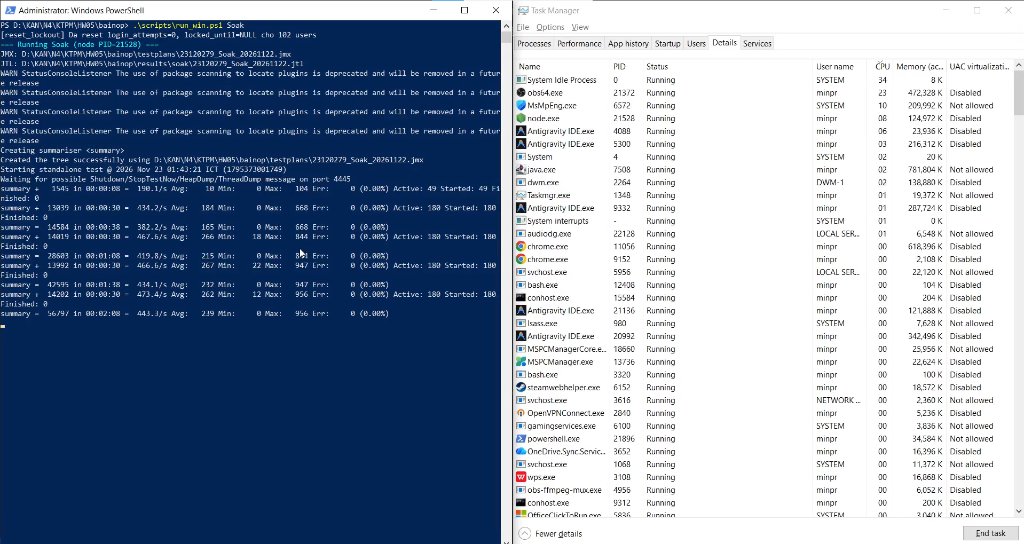 Administrator: Windows PowerShell
PS D:\KAN\N4\KTPM\HW05\bainop> .\scripts\run_win.ps1 Soak
[reset_lockout] Da reset login_attempts=0, locked_until=NULL cho 102 users
--- Running Soak (node PID=21528) ---
JMX: D:\KAN\N4\KTPM\HW05\bainop\testplans\23120279_Soak_20261122.jmx
JTL: D:\KAN\N4\KTPM\HW05\bainop\results\soak\23120279_Soak_20261122.jtl
WARN StatusConsoleListener The use of package scanning to locate plugins is deprecated and will be removed in a futur
e release
WARN StatusConsoleListener The use of package scanning to locate plugins is deprecated and will be removed in a futur
e release
WARN StatusConsoleListener The use of package scanning to locate plugins is deprecated and will be removed in a futur
e release
WARN StatusConsoleListener The use of package scanning to locate plugins is deprecated and will be removed in a futur
e release
Creating summariser <summary>
Created the tree successfully using D:\KAN\N4\KTPM\HW05\bainop\testplans\23120279_Soak_20261122.jmx
Starting standalone test @ 2026 Nov 23 01:43:21 ICT (1795373001749)
Waiting for possible Shutdown/StopTestNow/HeapDump/ThreadDump message on port 4445
summary + 1545 in 00:00:08 = 190.1/s Avg: 10 Min: 0 Max: 104 Err: 0 (0.00%) Active: 49 Started: 49 Fi
nished: 0
summary + 13039 in 00:00:30 = 434.2/s Avg: 184 Min: 0 Max: 668 Err: 0 (0.00%) Active: 180 Started: 180
Finished: 0
summary = 14584 in 00:00:38 = 382.2/s Avg: 165 Min: 0 Max: 668 Err: 0 (0.00%)
summary + 14019 in 00:00:30 = 467.6/s Avg: 266 Min: 18 Max: 844 Err: 0 (0.00%) Active: 180 Started: 180
Finished: 0
summary = 28603 in 00:01:08 = 419.8/s Avg: 215 Min: 0 Max: Err: 0 (0.00%)
summary + 13992 in 00:00:30 = 466.6/s Avg: 267 Min: 22 Max: 947 Err: 0 (0.00%) Active: 180 Started: 180
Finished: 0
summary = 42595 in 00:01:38 = 434.1/s Avg: 232 Min: 0 Max: 947 Err: 0 (0.00%)
summary + 14202 in 00:00:30 = 473.4/s Avg: 262 Min: 12 Max: 956 Err: 0 (0.00%) Active: 180 Started: 180
Finished: 0
summary = 56797 in 00:02:08 = 443.3/s Avg: 239 Min: 0 Max: 956 Err: 0 (0.00%)
Task Manager
File Options View
Processes Performance App history Startup Users Details Services
Name PID Status User name CPU Memory (ac... UAC virtualizati...
System Idle Process 0 Running SYSTEM 34 8 K
obs64.exe 21372 Running minpr 23 472,328 K Disabled
MsMpEng.exe 6572 Running SYSTEM 10 209,992 K Not allowed
node.exe 21528 Running minpr 08 124,972 K Disabled
Antigravity IDE.exe 4088 Running minpr 06 23,936 K Disabled
Antigravity IDE.exe 5300 Running minpr 03 216,312 K Disabled
System 4 Running SYSTEM 02 20 K
java.exe 7508 Running minpr 02 781,804 K Not allowed
dwm.exe 2264 Running DWM-1 02 138,880 K Disabled
Taskmgr.exe 1348 Running minpr 01 19,372 K Not allowed
Antigravity IDE.exe 9332 Running minpr 01 287,724 K Disabled
System interrupts - Running SYSTEM 01 0 K
audiodg.exe 22128 Running LOCAL SER... 01 6,548 K Not allowed
chrome.exe 11056 Running minpr 00 618,396 K Disabled
chrome.exe 9152 Running minpr 00 2,108 K Disabled
svchost.exe 5956 Running LOCAL SER... 00 22,120 K Not allowed
bash.exe 12408 Running minpr 00 104 K Disabled
conhost.exe 15584 Running minpr 00 204 K Disabled
Antigravity IDE.exe 21136 Running minpr 00 121,888 K Disabled
lsass.exe 980 Running SYSTEM 00 7,628 K Not allowed
Antigravity IDE.exe 20992 Running minpr 00 342,496 K Disabled
MSPCManagerCore.e... 18660 Running minpr 00 25,956 K Not allowed
MSPCManager.exe 13736 Running minpr 00 22,624 K Disabled
bash.exe 3320 Running minpr 00 100 K Disabled
steamwebhelper.exe 6152 Running minpr 00 18,572 K Disabled
svchost.exe 3616 Running NETWORK ... 00 2,360 K Not allowed
OpenVPNConnect.exe 2840 Running minpr 00 5,236 K Disabled
gamingservices.exe 6100 Running SYSTEM 00 3,836 K Not allowed
powershell.exe 21896 Running minpr 00 34,584 K Not allowed
OneDrive.Sync.Servic... 3652 Running minpr 00 16,396 K Disabled
svchost.exe 1068 Running SYSTEM 00 11,372 K Not allowed
wps.exe 3108 Running minpr 00 16,868 K Disabled
obs-ffmpeg-mux.exe 4956 Running minpr 00 6,052 K Disabled
conhost.exe 9312 Running minpr 00 200 K Disabled
OfficeClickToRun.exe 5836 Running SYSTEM 00 3,040 K Not allowed
Fewer details
End task